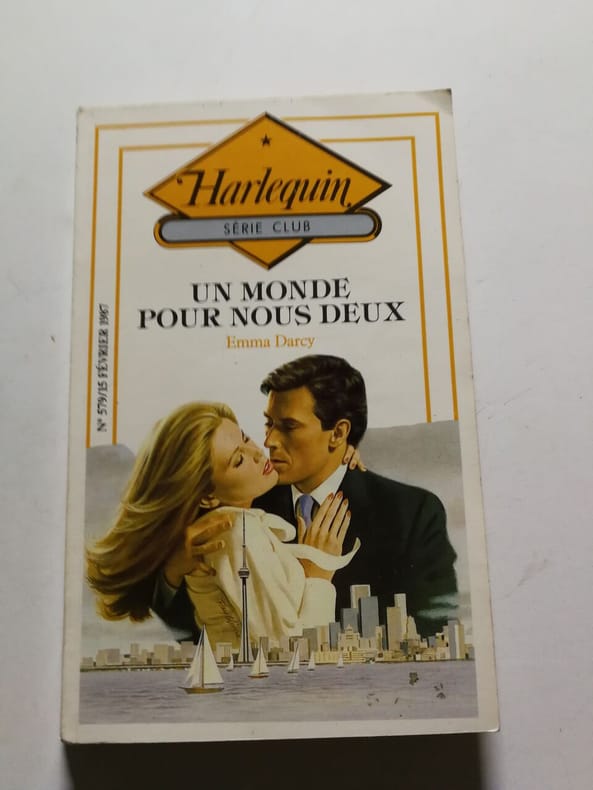 Harlequin
SÉRIE CLUB
UN MONDE
POUR NOUS DEUX
Emma Darcy
N° 579/15 FÉVRIER 1987